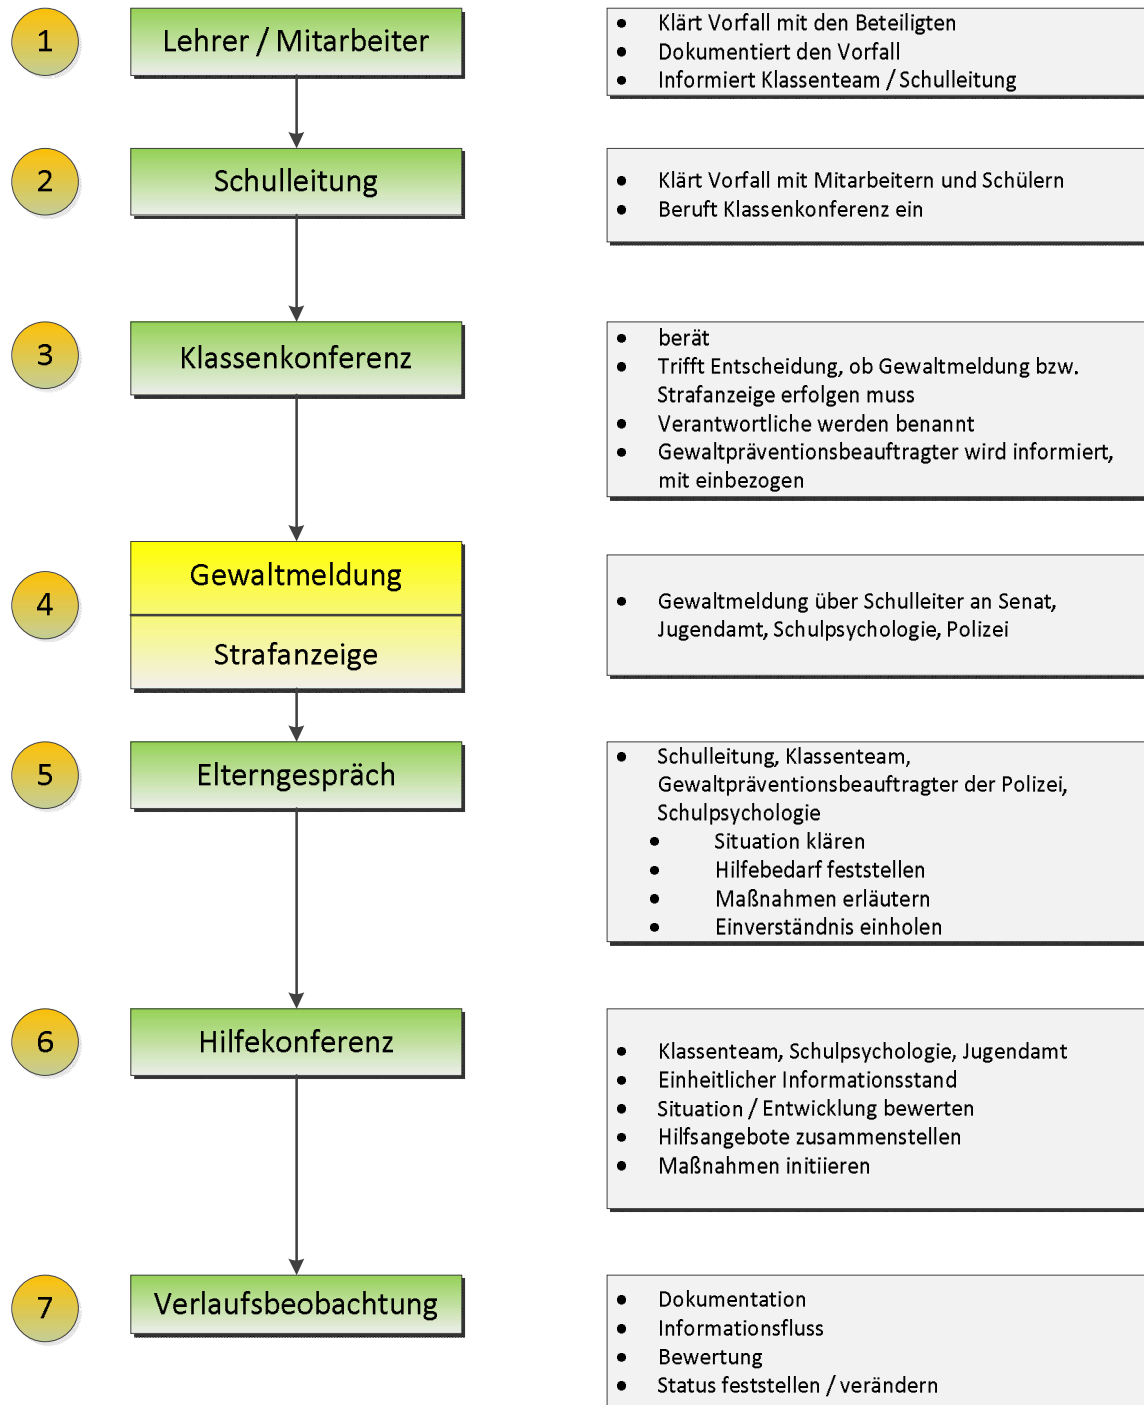 1
Lehrer / Mitarbeiter
• Klärt Vorfall mit den Beteiligten
• Dokumentiert den Vorfall
• Informiert Klassenteam / Schulleitung
2
Schulleitung
• Klärt Vorfall mit Mitarbeitern und Schülern
• Beruft Klassenkonferenz ein
3
Klassenkonferenz
• berät
• Trifft Entscheidung, ob Gewaltmeldung bzw.
Strafanzeige erfolgen muss
• Verantwortliche werden benannt
• Gewaltpräventionsbeauftragter wird informiert,
mit einbezogen
4
Gewaltmeldung
Strafanzeige
• Gewaltmeldung über Schulleiter an Senat,
Jugendamt, Schulpsychologie, Polizei
5
Elterngespräch
• Schulleitung, Klassenteam,
Gewaltpräventionsbeauftragter der Polizei,
Schulpsychologie
• Situation klären
• Hilfebedarf feststellen
• Maßnahmen erläutern
• Einverständnis einholen
6
Hilfekonferenz
• Klassenteam, Schulpsychologie, Jugendamt
• Einheitlicher Informationsstand
• Situation / Entwicklung bewerten
• Hilfsangebote zusammenstellen
• Maßnahmen initiieren
7
Verlaufsbeobachtung
• Dokumentation
• Informationsfluss
• Bewertung
• Status feststellen / verändern